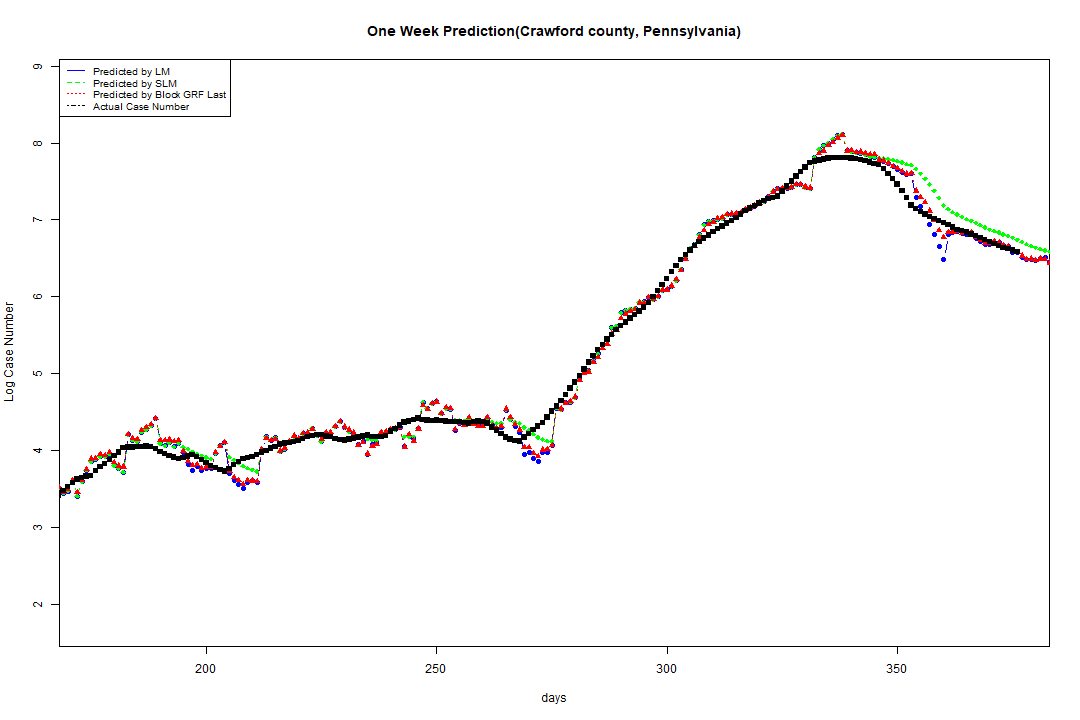 One Week Prediction(Crawford county, Pennsylvania)
Predicted by LM
Predicted by SLM
Predicted by Block GRF Last
Actual Case Number
9
8
7
6
5
4
3
2
Log Case Number
200 250 300 350
days